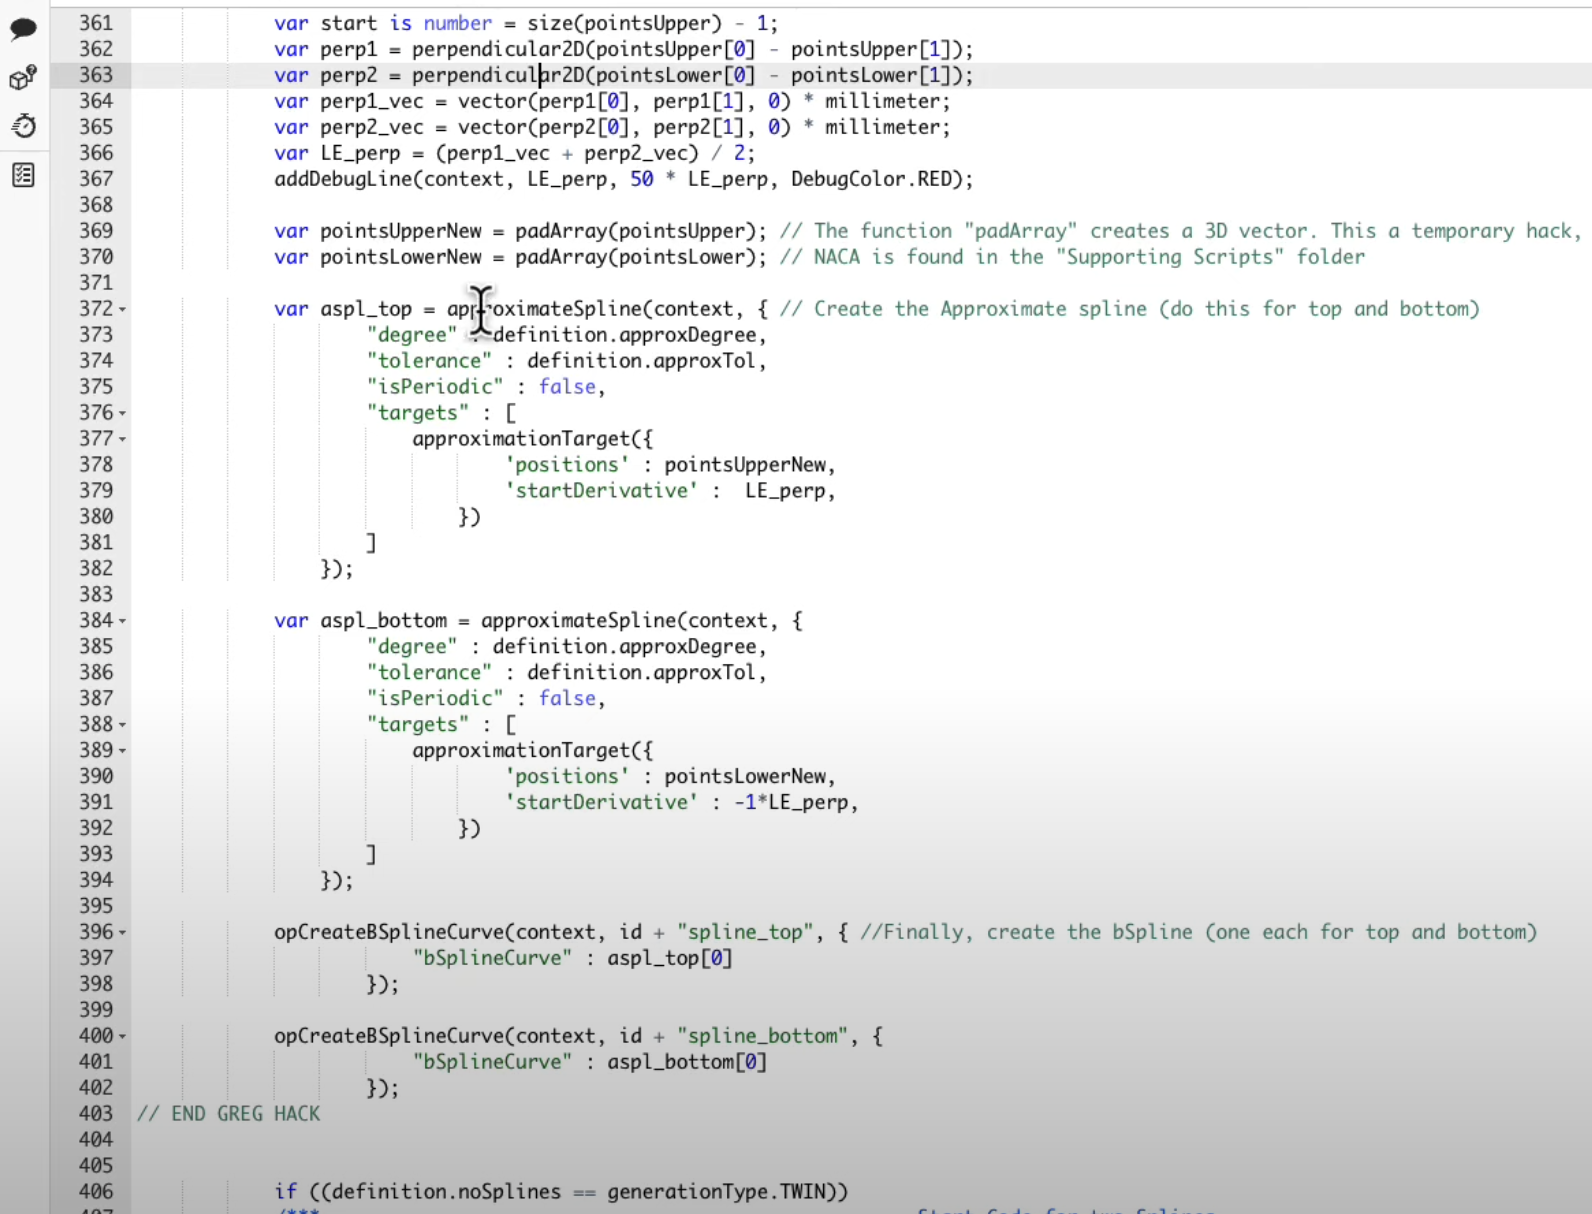 361 var start is number = size(pointsUpper) - 1;
362 var perp1 = perpendicular2D(pointsUpper[0] - pointsUpper[1]);
363 var perp2 = perpendicular2D(pointsLower[0] - pointsLower[1]);
364 var perp1_vec = vector(perp1[0], perp1[1], 0) * millimeter;
365 var perp2_vec = vector(perp2[0], perp2[1], 0) * millimeter;
366 var LE_perp = (perp1_vec + perp2_vec) / 2;
367 addDebugLine(context, LE_perp, 50 * LE_perp, DebugColor.RED);
368
369 var pointsUpperNew = padArray(pointsUpper); // The function "padArray" creates a 3D vector. This a temporary hack,
370 var pointsLowerNew = padArray(pointsLower); // NACA is found in the "Supporting Scripts" folder
371
372 var aspl_top = approximateSpline(context, { // Create the Approximate spline (do this for top and bottom)
373 "degree" : definition.approxDegree,
374 "tolerance" : definition.approxTol,
375 "isPeriodic" : false,
376 "targets" : [
377 approximationTarget({
378 'positions' : pointsUpperNew,
379 'startDerivative' :  LE_perp,
380 })
381 ]
382 });
383
384 var aspl_bottom = approximateSpline(context, {
385 "degree" : definition.approxDegree,
386 "tolerance" : definition.approxTol,
387 "isPeriodic" : false,
388 "targets" : [
389 approximationTarget({
390 'positions' : pointsLowerNew,
391 'startDerivative' : -1*LE_perp,
392 })
393 ]
394 });
395
396 opCreateBSplineCurve(context, id + "spline_top", { //Finally, create the bSpline (one each for top and bottom)
397 "bSplineCurve" : aspl_top[0]
398 });
399
400 opCreateBSplineCurve(context, id + "spline_bottom", {
401 "bSplineCurve" : aspl_bottom[0]
402 });
403 // END GREG HACK
404
405
406 if ((definition.noSplines == generationType.TWIN))